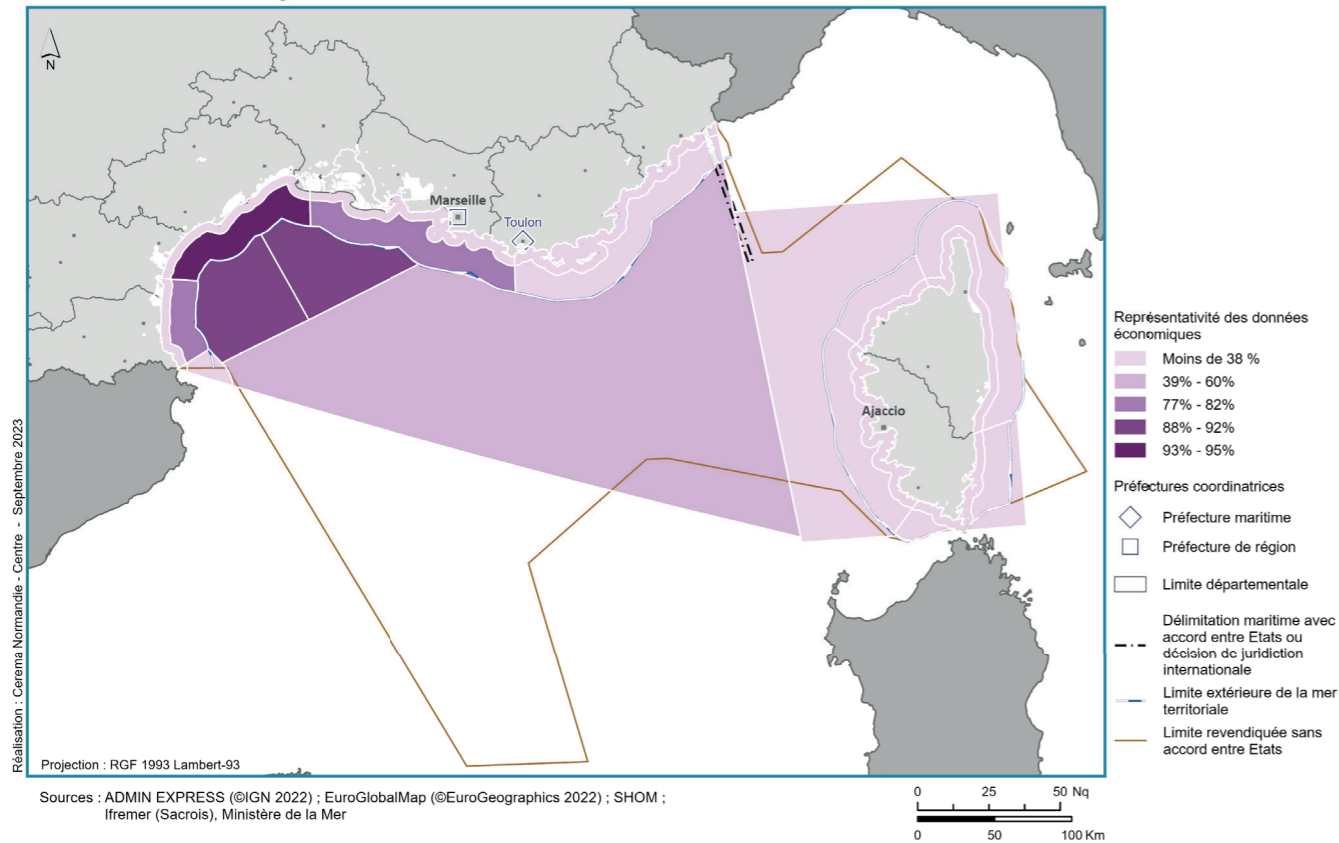 N
Marseille
Toulon
Ajaccio
Réalisation : Cerema Normandie - Centre - Septembre 2023
Projection : RGF 1993 Lambert-93
Représentativité des données
économiques
Moins de 38 %
39% - 60%
77% - 82%
88% - 92%
93% - 95%
Préfectures coordinatrices
Préfecture maritime
Préfecture de région
Limite départementale
Délimitation maritime avec
accord entre Etats ou
décision de juridiction
internationale
Limite extérieure de la mer
territoriale
Limite revendiquée sans
accord entre Etats
Sources : ADMIN EXPRESS (©IGN 2022) ; EuroGlobalMap (©EuroGeographics 2022) ; SHOM ;
Ifremer (Sacrois), Ministère de la Mer
0 25 50 Nq
0 50 100 Km